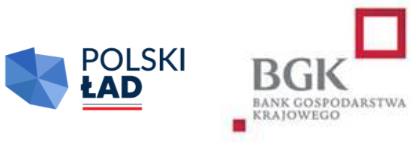 POLSKI
ŁAD
BGK
BANK GOSPODARSTWA
KRAJOWEGO